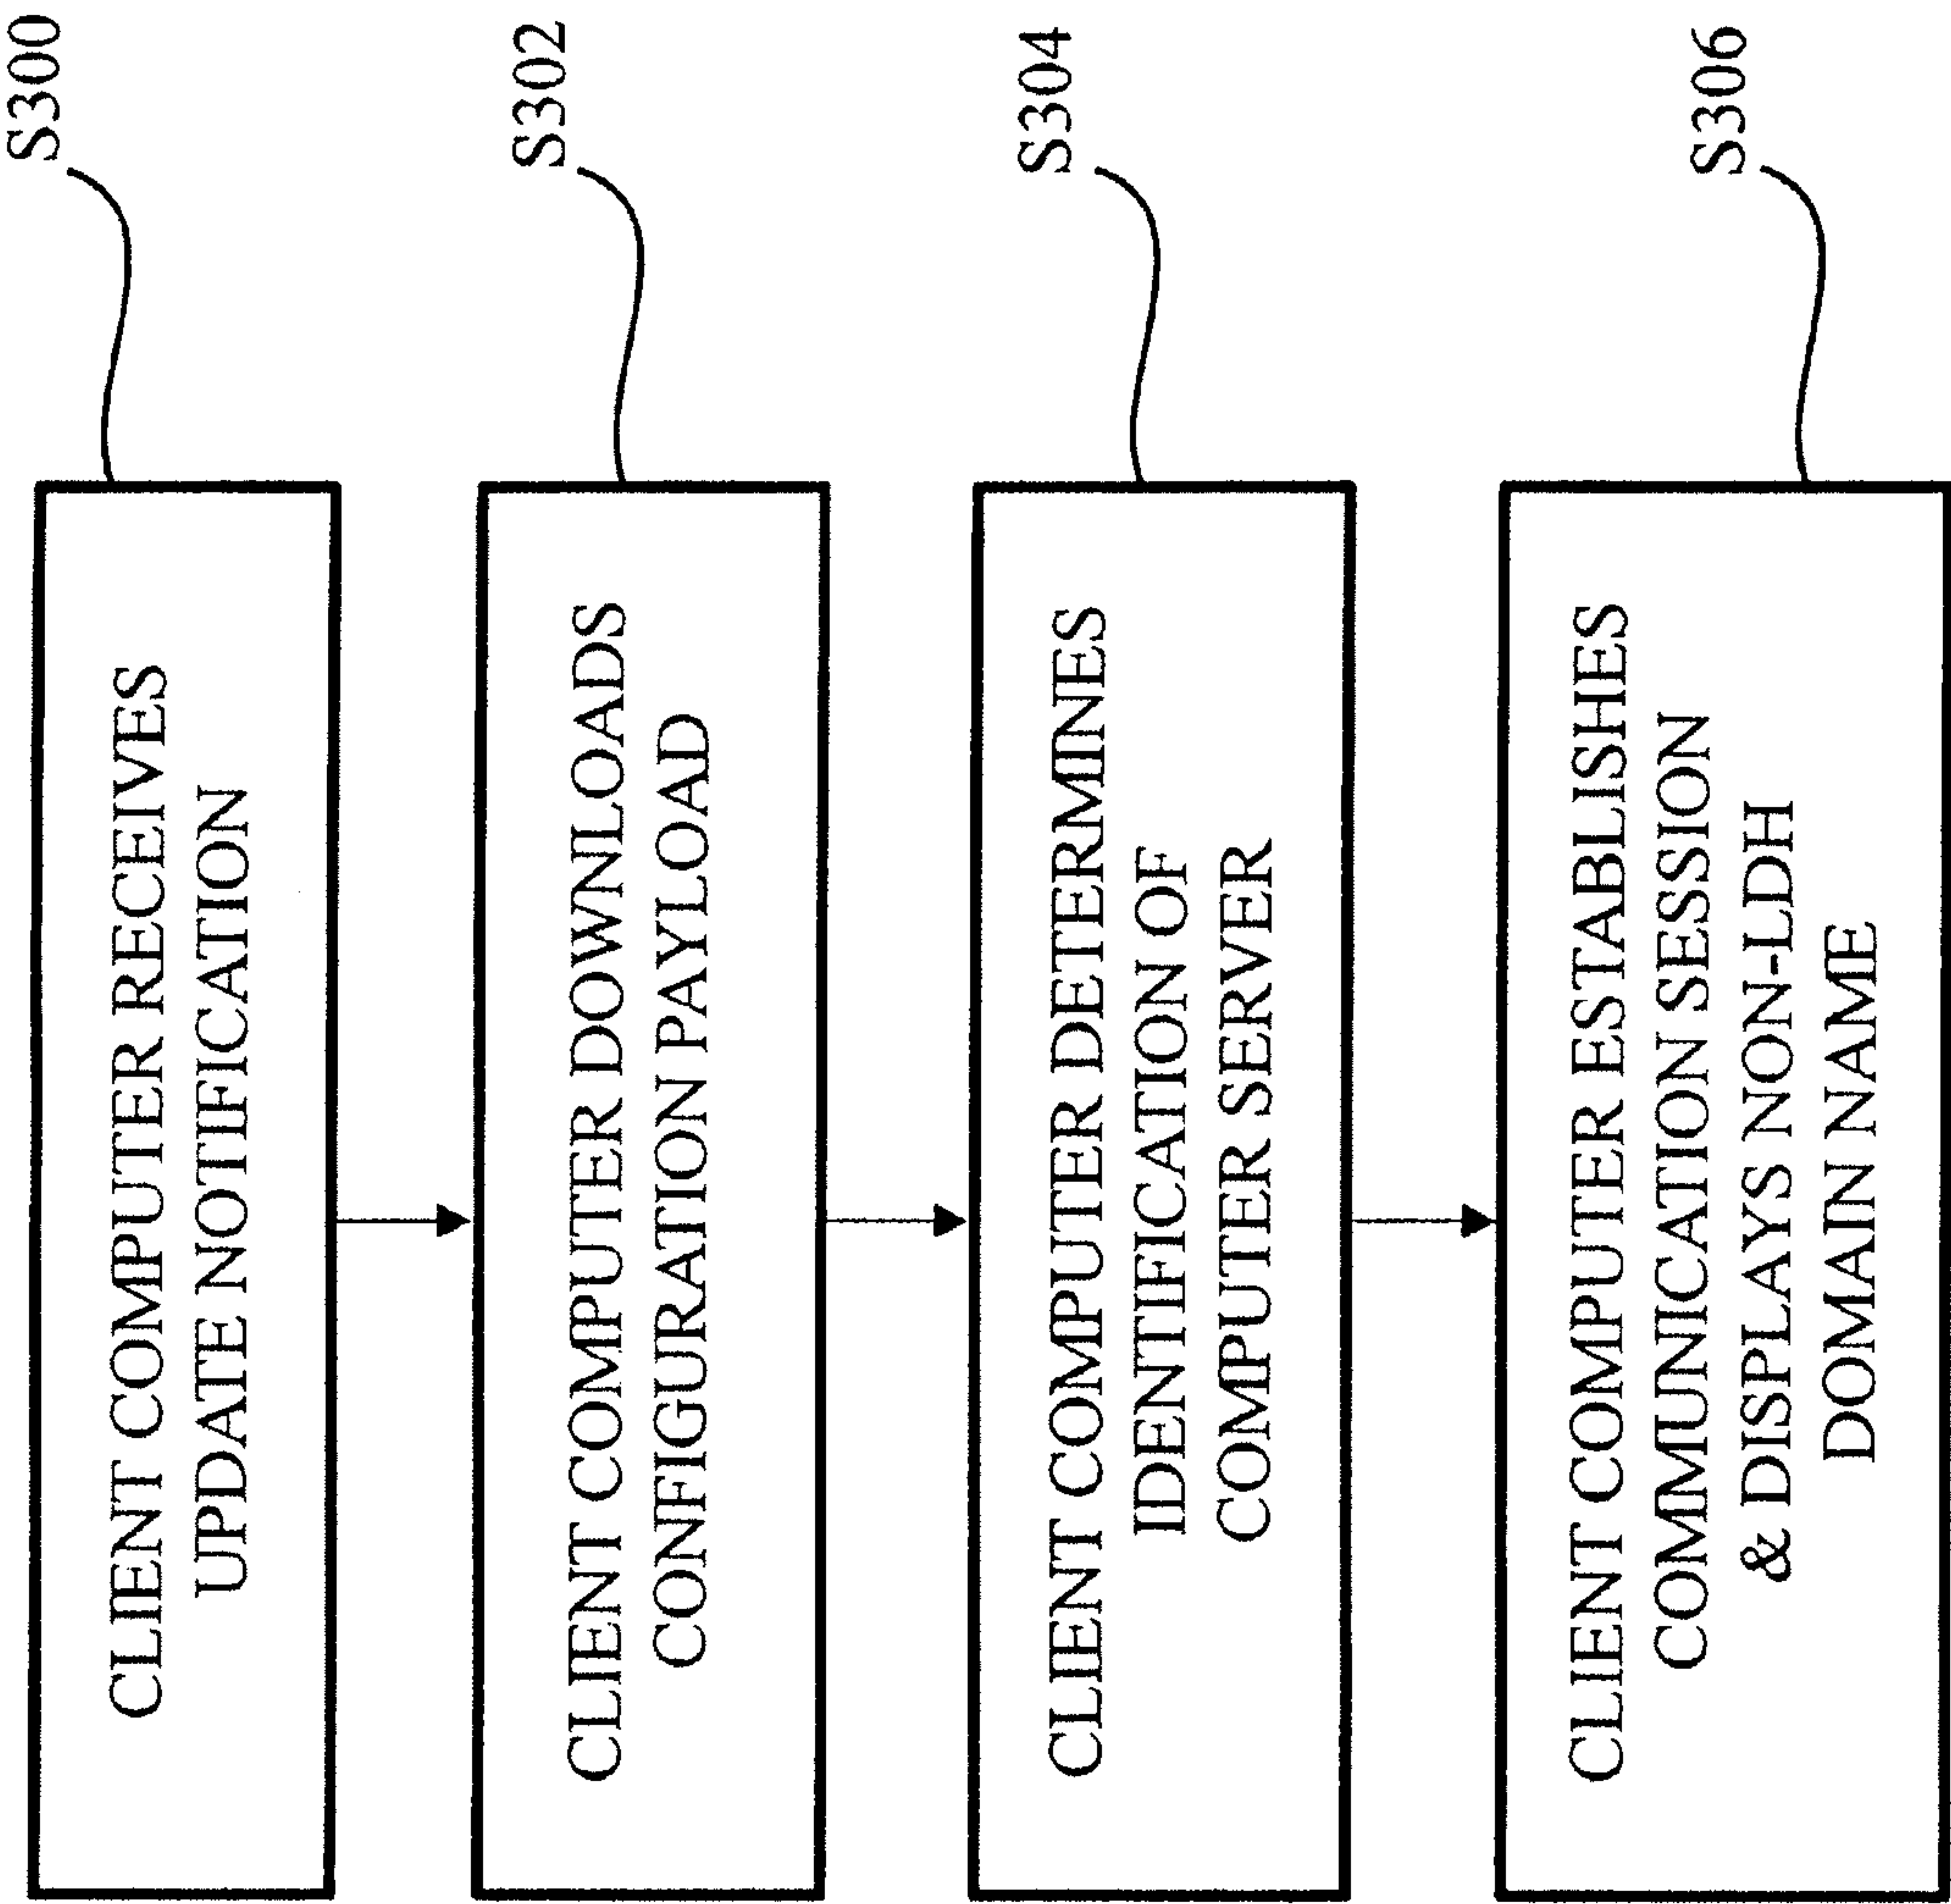 CLIENT COMPUTER RECEIVES
UPDATE NOTIFICATION
S300
CLIENT COMPUTER DOWNLOADS
CONFIGURATION PAYLOAD
S302
CLIENT COMPUTER DETERMINES
IDENTIFICATION OF
COMPUTER SERVER
S304
CLIENT COMPUTER ESTABLISHES
COMMUNICATION SESSION
& DISPLAYS NON-LDH
DOMAIN NAME
S306